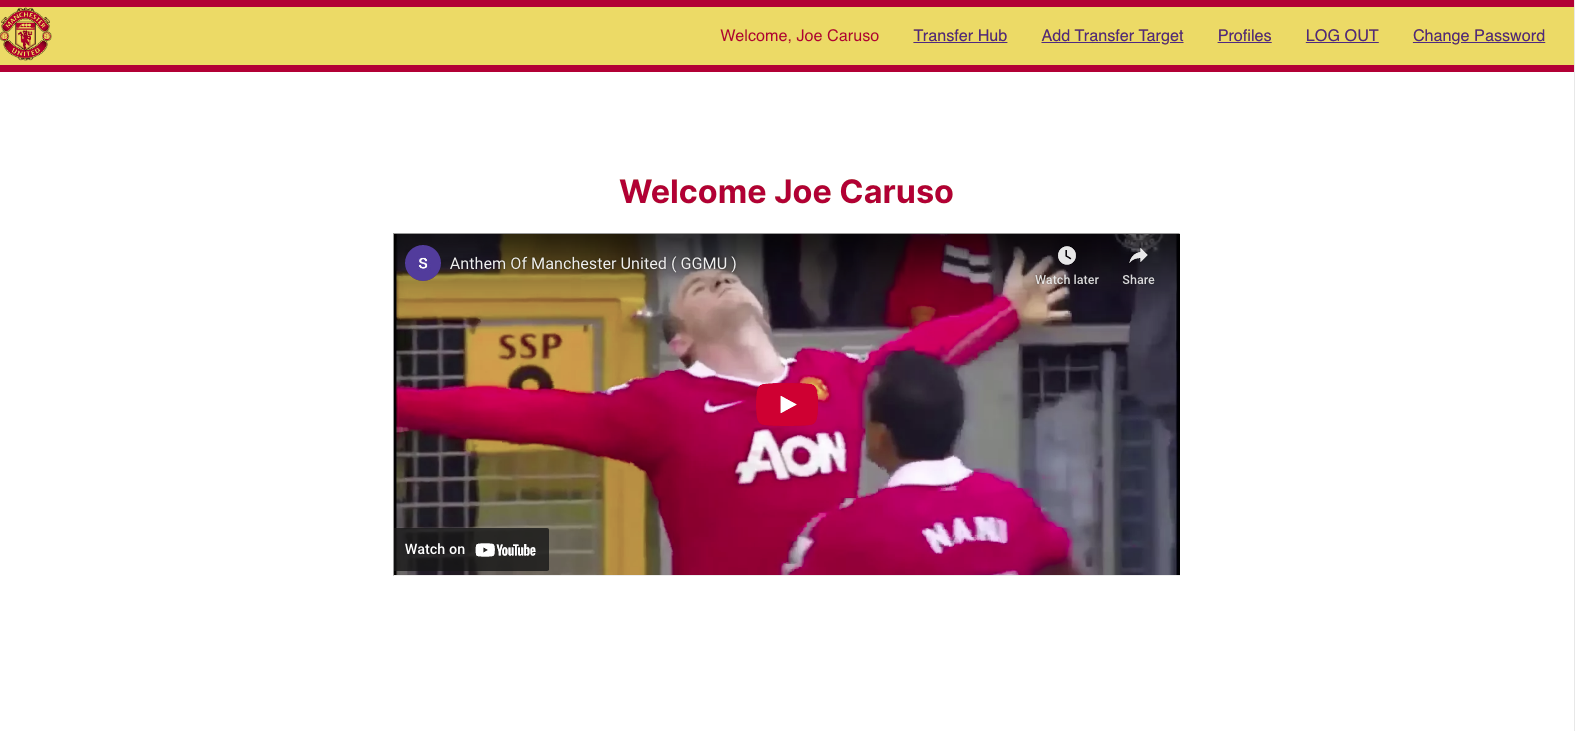 MANCHESTER
UNITED
Welcome, Joe Caruso
Transfer Hub
Add Transfer Target
Profiles
LOG OUT
Change Password
Welcome Joe Caruso
S
Anthem Of Manchester United ( GGMU )
Watch later
Share
SSP
AON
NANI
Watch on
YouTube